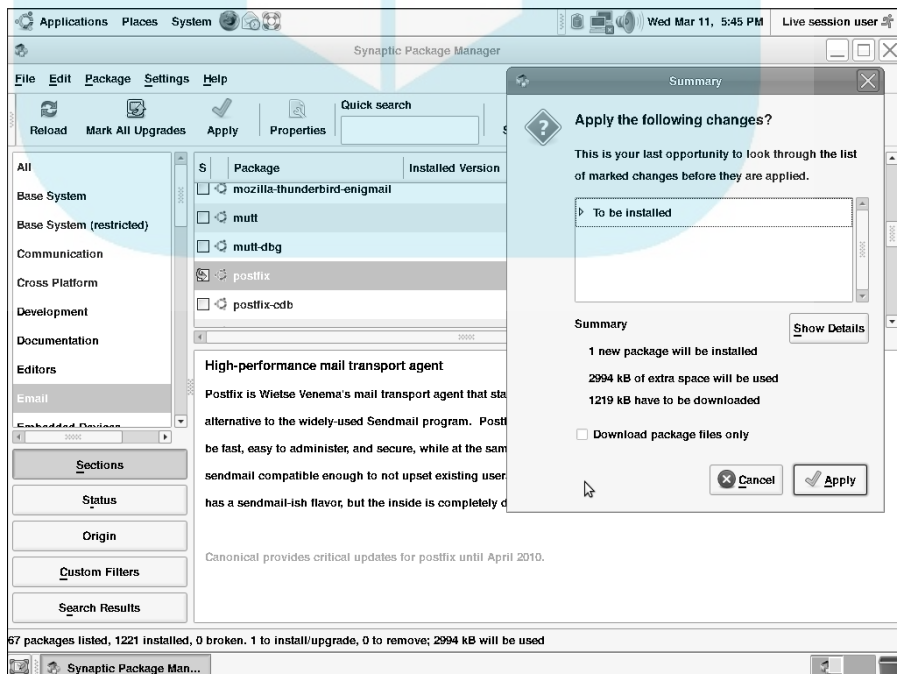 Applications Places System Wed Mar 11, 5:45 PM Live session user
Synaptic Package Manager
File Edit Package Settings Help
Reload Mark All Upgrades Apply Properties
Quick search
S
All
Base System
Base System (restricted)
Communication
Cross Platform
Development
Documentation
Editors
Email
Embedded Devices
Sections
Status
Origin
Custom Filters
Search Results
S Package Installed Version
mozilla-thunderbird-enigmail
mutt
mutt-dbg
postfix
postfix-cdb
High-performance mail transport agent
Postfix is Wietse Venema's mail transport agent that sta
alternative to the widely-used Sendmail program. Postf
be fast, easy to administer, and secure, while at the sam
sendmail compatible enough to not upset existing user
has a sendmail-ish flavor, but the inside is completely d
Canonical provides critical updates for postfix until April 2010.
Summary
Apply the following changes?
This is your last opportunity to look through the list
of marked changes before they are applied.
To be installed
Summary
Show Details
1 new package will be installed
2994 kB of extra space will be used
1219 kB have to be downloaded
Download package files only
Cancel Apply
67 packages listed, 1221 installed, 0 broken. 1 to install/upgrade, 0 to remove; 2994 kB will be used
Synaptic Package Man...